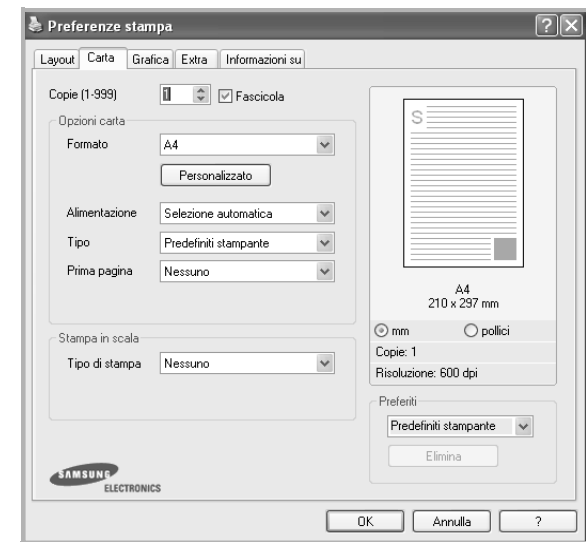 Preferenze stampa
Layout Carta Grafica Extra Informazioni su
Copie (1-999) 1 Fascicola
Opzioni carta
Formato A4
Personalizzato
Alimentazione Selezione automatica
Tipo Predefiniti stampante
Prima pagina Nessuno
Stampa in scala
Tipo di stampa Nessuno
SAMSUNG
ELECTRONICS
S
A4
210 x 297 mm
mm pollici
Copie: 1
Risoluzione: 600 dpi
Preferiti
Predefiniti stampante
Elimina
OK Annulla ?